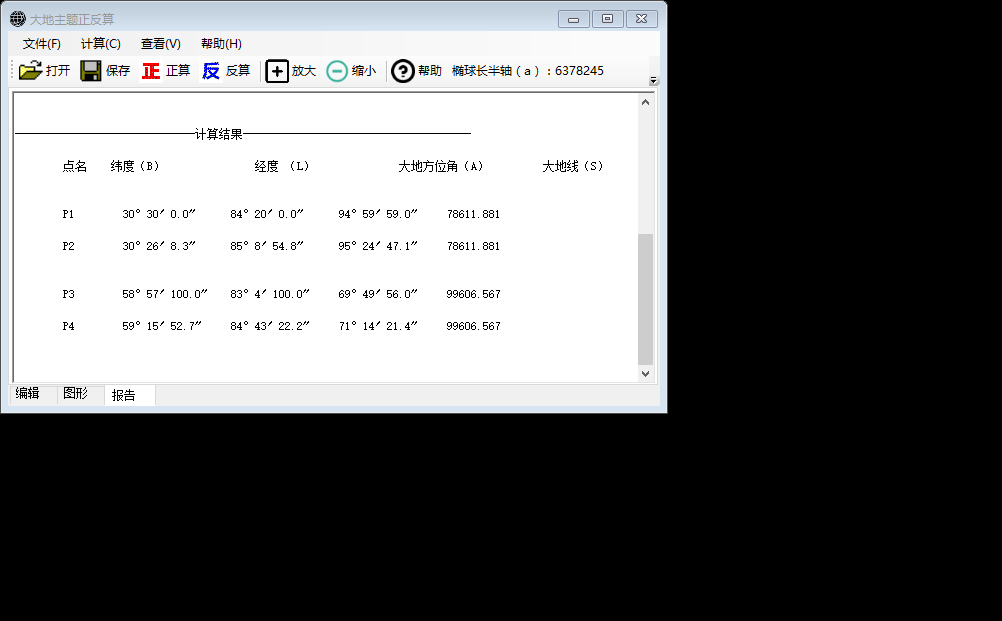 大地主题正反算
文件(F) 计算(C) 查看(V) 帮助(H)
打开 保存 正 正算 反 反算 放大 缩小 帮助 椭球长半轴（a）：6378245
计算结果
点名 纬度（B） 经度 （L） 大地方位角（A） 大地线（S）
P1 30° 30′ 0.0″ 84° 20′ 0.0″ 94° 59′ 59.0″ 78611.881
P2 30° 26′ 8.3″ 85° 8′ 54.8″ 95° 24′ 47.1″ 78611.881
P3 58° 57′ 100.0″ 83° 4′ 100.0″ 69° 49′ 56.0″ 99606.567
P4 59° 15′ 52.7″ 84° 43′ 22.2″ 71° 14′ 21.4″ 99606.567
编辑 图形 报告